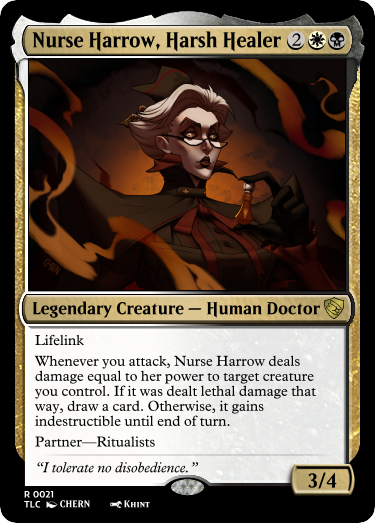 Nurse Harrow, Harsh Healer 2
Legendary Creature — Human Doctor
Lifelink
Whenever you attack, Nurse Harrow deals
damage equal to her power to target creature
you control. If it was dealt lethal damage that
way, draw a card. Otherwise, it gains
indestructible until end of turn.
Partner—Ritualists
“I tolerate no disobedience.”
3/4
R 0021
TLC CHERN Khint